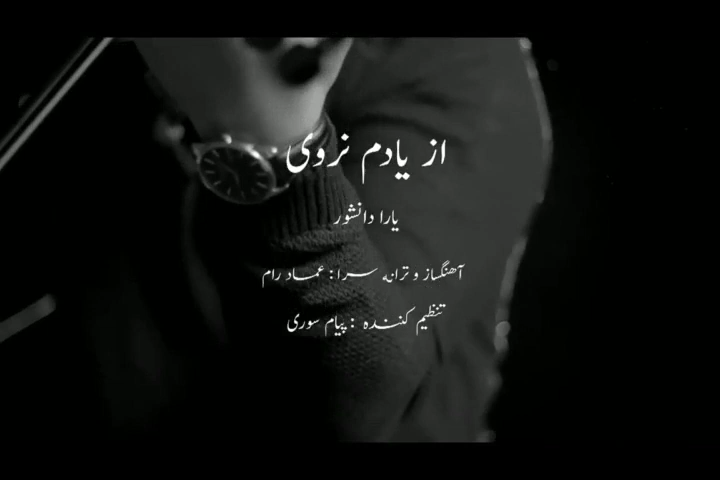 از یادم نروی
یارا دانشور
آهنگساز و ترانه سرا : عماد رام
تنظیم کننده : پیام سوری